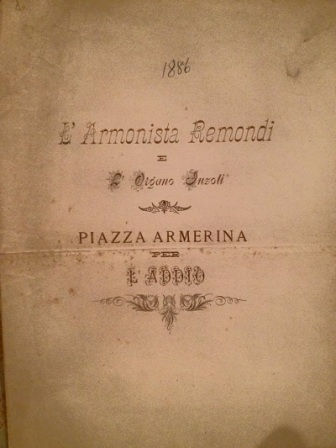 1886
L' Armonista Remondi
E
L' Organo Inzoli
PIAZZA ARMERINA
PER
L' ADDIO